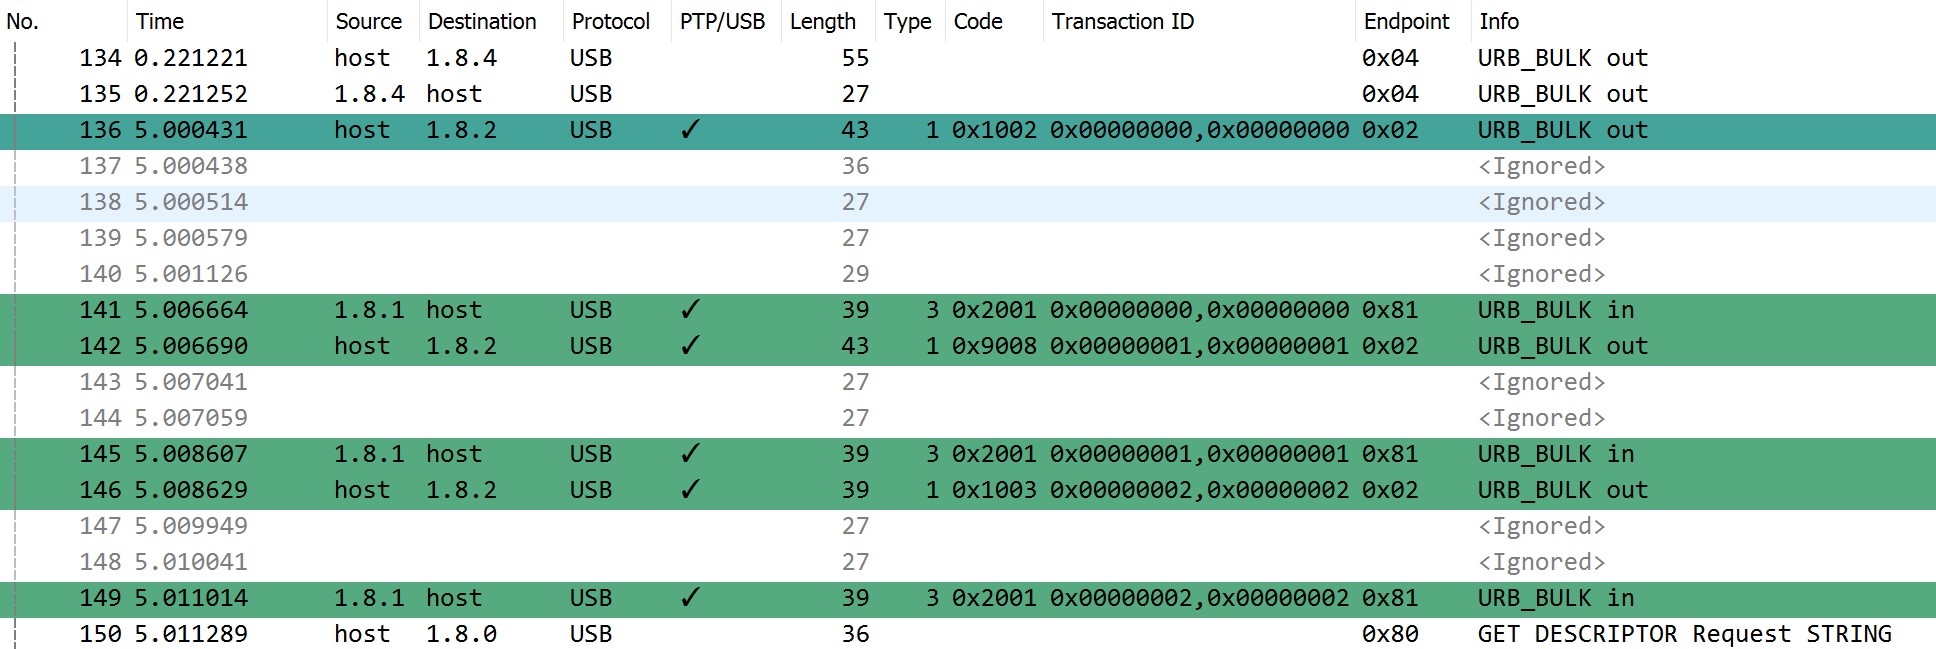 No. Time Source Destination Protocol PTP/USB Length Type Code Transaction ID Endpoint Info
134 0.221221 host 1.8.4 USB 55 0x04 URB_BULK out
135 0.221252 1.8.4 host USB 27 0x04 URB_BULK out
136 5.000431 host 1.8.2 USB ✓ 43 1 0x1002 0x00000000,0x00000000 0x02 URB_BULK out
137 5.000438 36 <Ignored>
138 5.000514 27 <Ignored>
139 5.000579 27 <Ignored>
140 5.001126 29 <Ignored>
141 5.006664 1.8.1 host USB ✓ 39 3 0x2001 0x00000000,0x00000000 0x81 URB_BULK in
142 5.006690 host 1.8.2 USB ✓ 43 1 0x9008 0x00000001,0x00000001 0x02 URB_BULK out
143 5.007041 27 <Ignored>
144 5.007059 27 <Ignored>
145 5.008607 1.8.1 host USB ✓ 39 3 0x2001 0x00000001,0x00000001 0x81 URB_BULK in
146 5.008629 host 1.8.2 USB ✓ 39 1 0x1003 0x00000002,0x00000002 0x02 URB_BULK out
147 5.009949 27 <Ignored>
148 5.010041 27 <Ignored>
149 5.011014 1.8.1 host USB ✓ 39 3 0x2001 0x00000002,0x00000002 0x81 URB_BULK in
150 5.011289 host 1.8.0 USB 36 0x80 GET DESCRIPTOR Request STRING